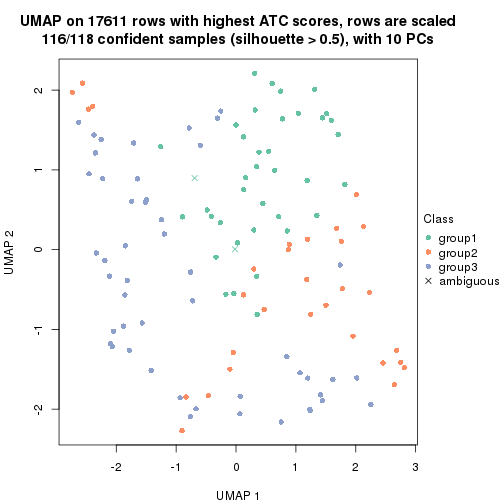 UMAP on 17611 rows with highest ATC scores, rows are scaled
116/118 confident samples (silhouette > 0.5), with 10 PCs
2
1
0
-1
-2
UMAP 2
-2
-1
0
1
2
3
UMAP 1
Class
group1
group2
group3
ambiguous